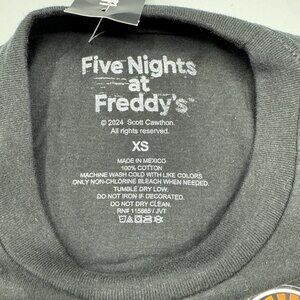 Five Nights
at
Freddy's™
© 2024 Scott Cawthon.
All rights reserved.
XS
MADE IN MEXICO
100% COTTON
MACHINE WASH COLD WITH LIKE COLORS
ONLY NON-CHLORINE BLEACH WHEN NEEDED
TUMBLE DRY LOW.
DO NOT IRON IF DECORATED.
DO NOT DRY CLEAN.
RN# 115865 / JVT